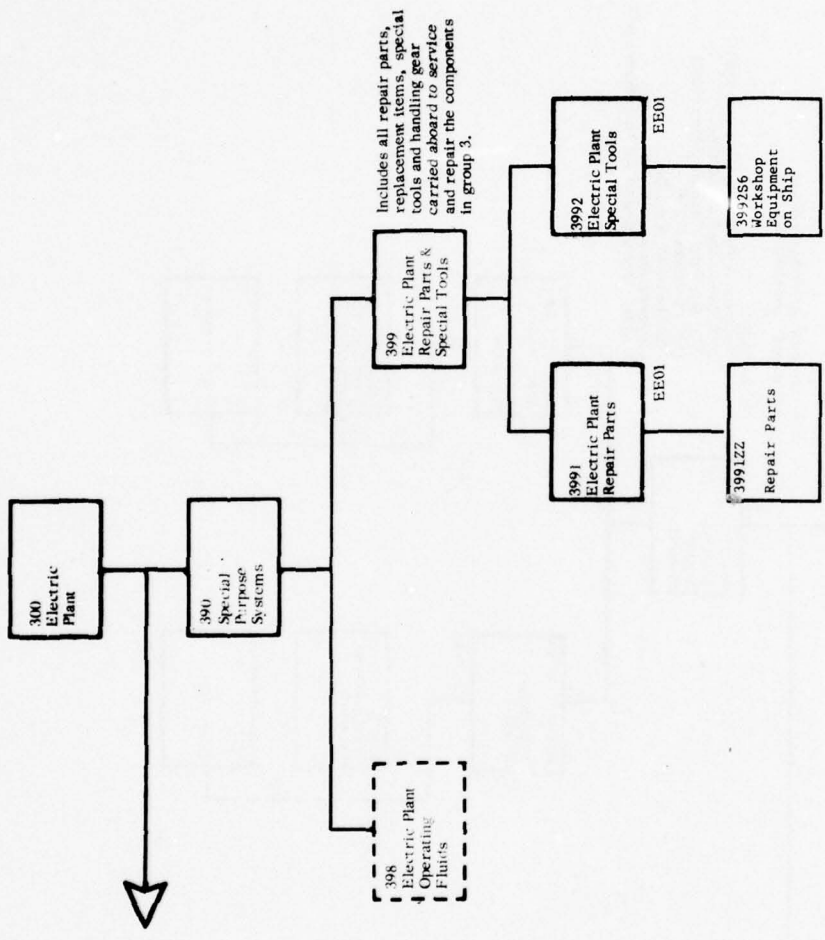 300
Electric
Plant
390
Special
Purpose
Systems
398
Electric Plant
Operating
Fluids
399
Electric Plant
Repair Parts &
Special Tools
Includes all repair parts,
replacement items, special
tools and handling gear
carried aboard to service
and repair the components
in group 3.
3991
Electric Plant
Repair Parts
EE01
3992
Electric Plant
Special Tools
EE01
3991ZZ
Repair Parts
3992S6
Workshop
Equipment
on Ship